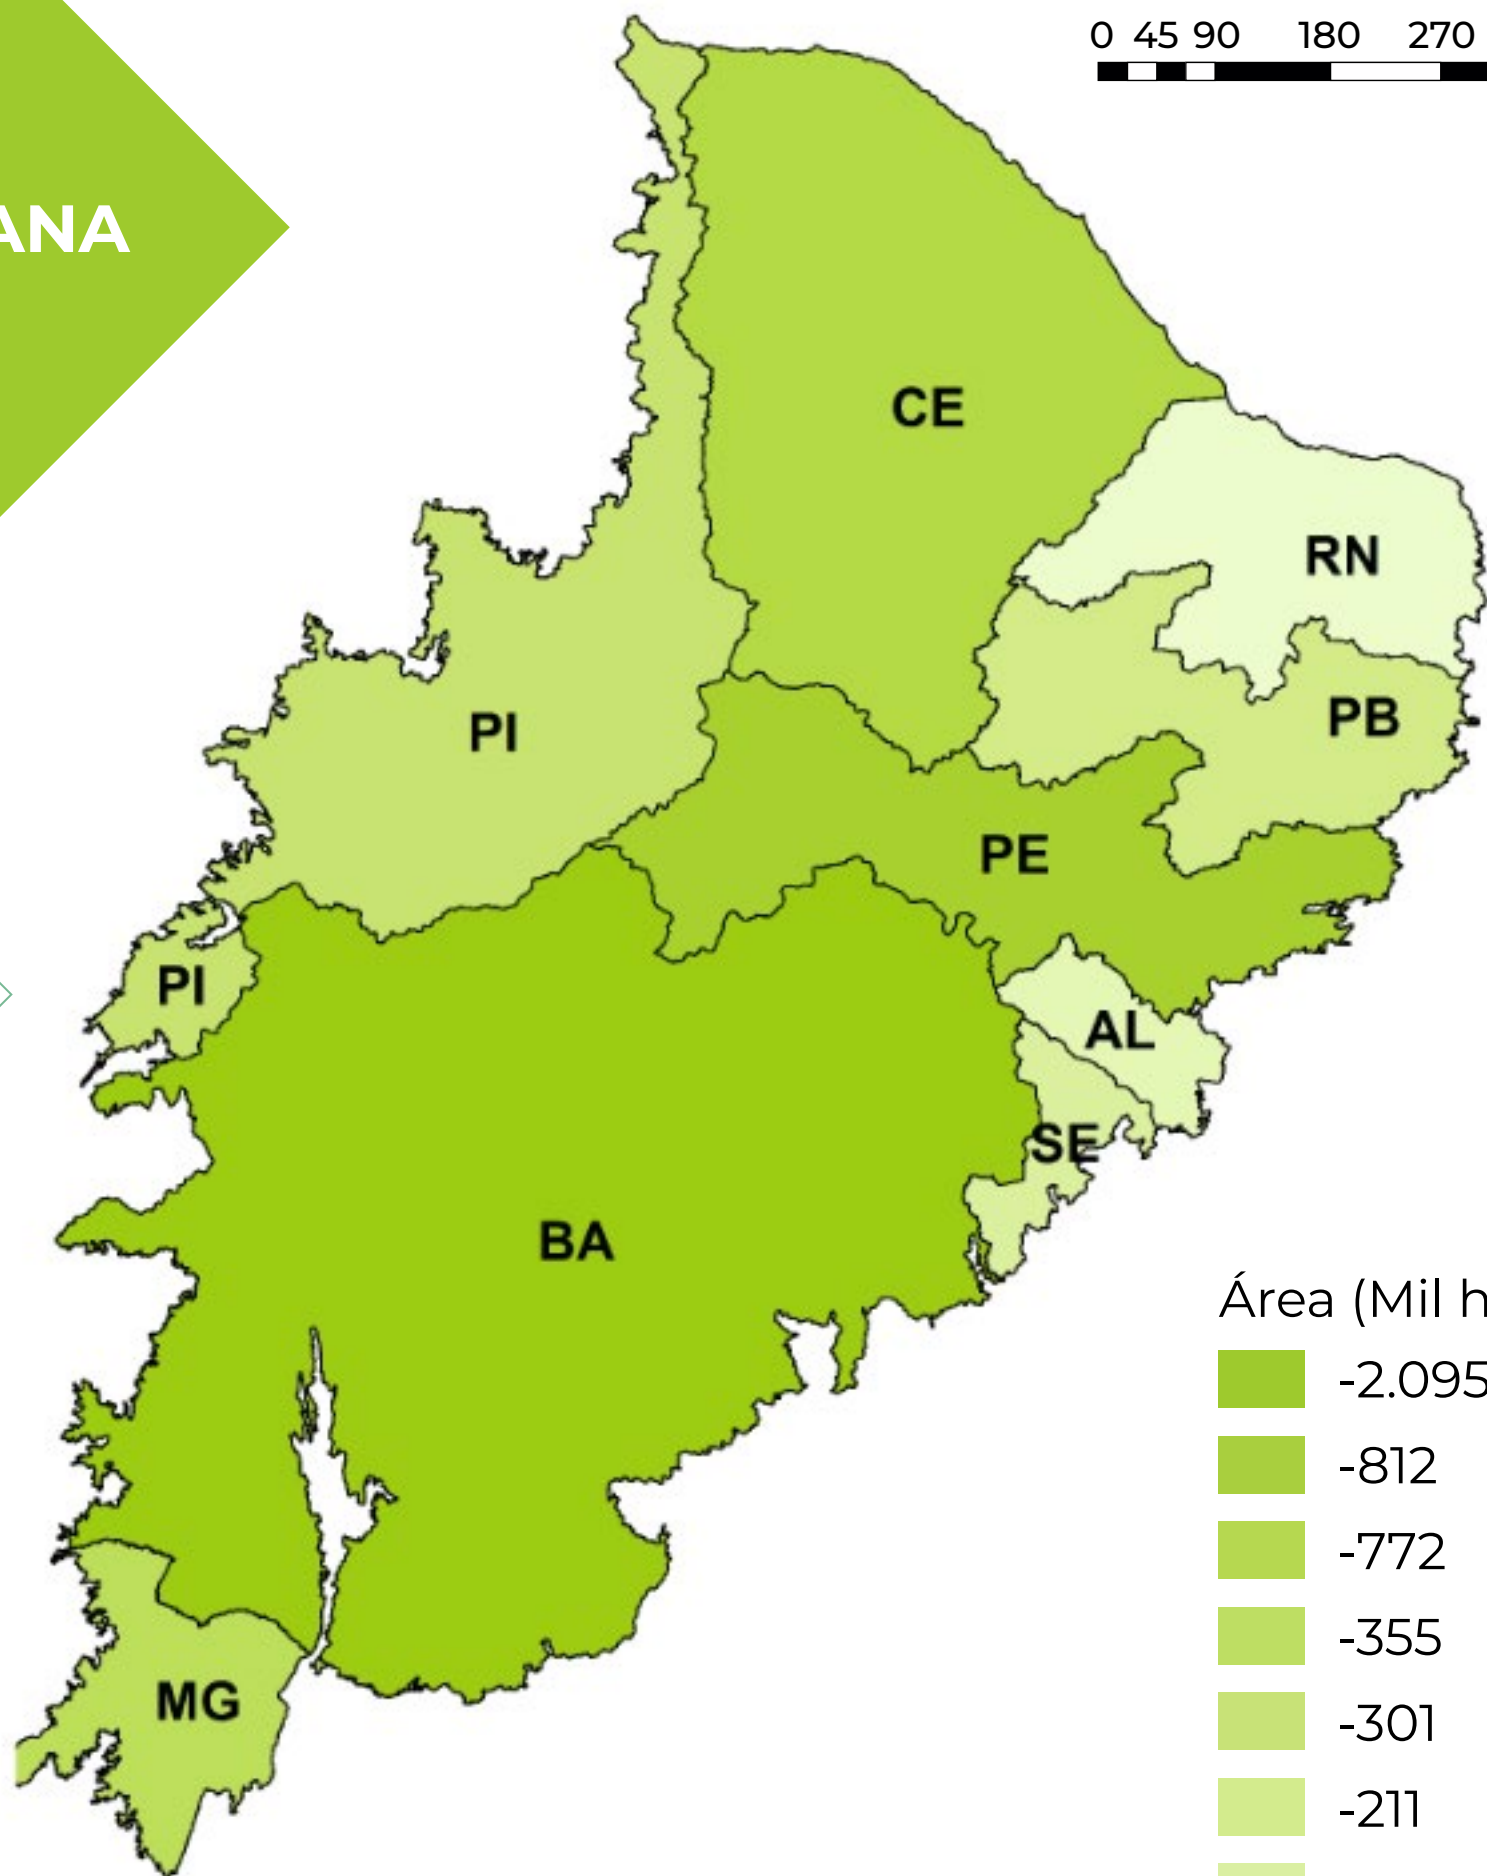 0 45 90 180 270
ANA
CE
RN
PI
PB
PE
PI
AL
SE
BA
MG
Área (Mil h
-2.095
-812
-772
-355
-301
-211